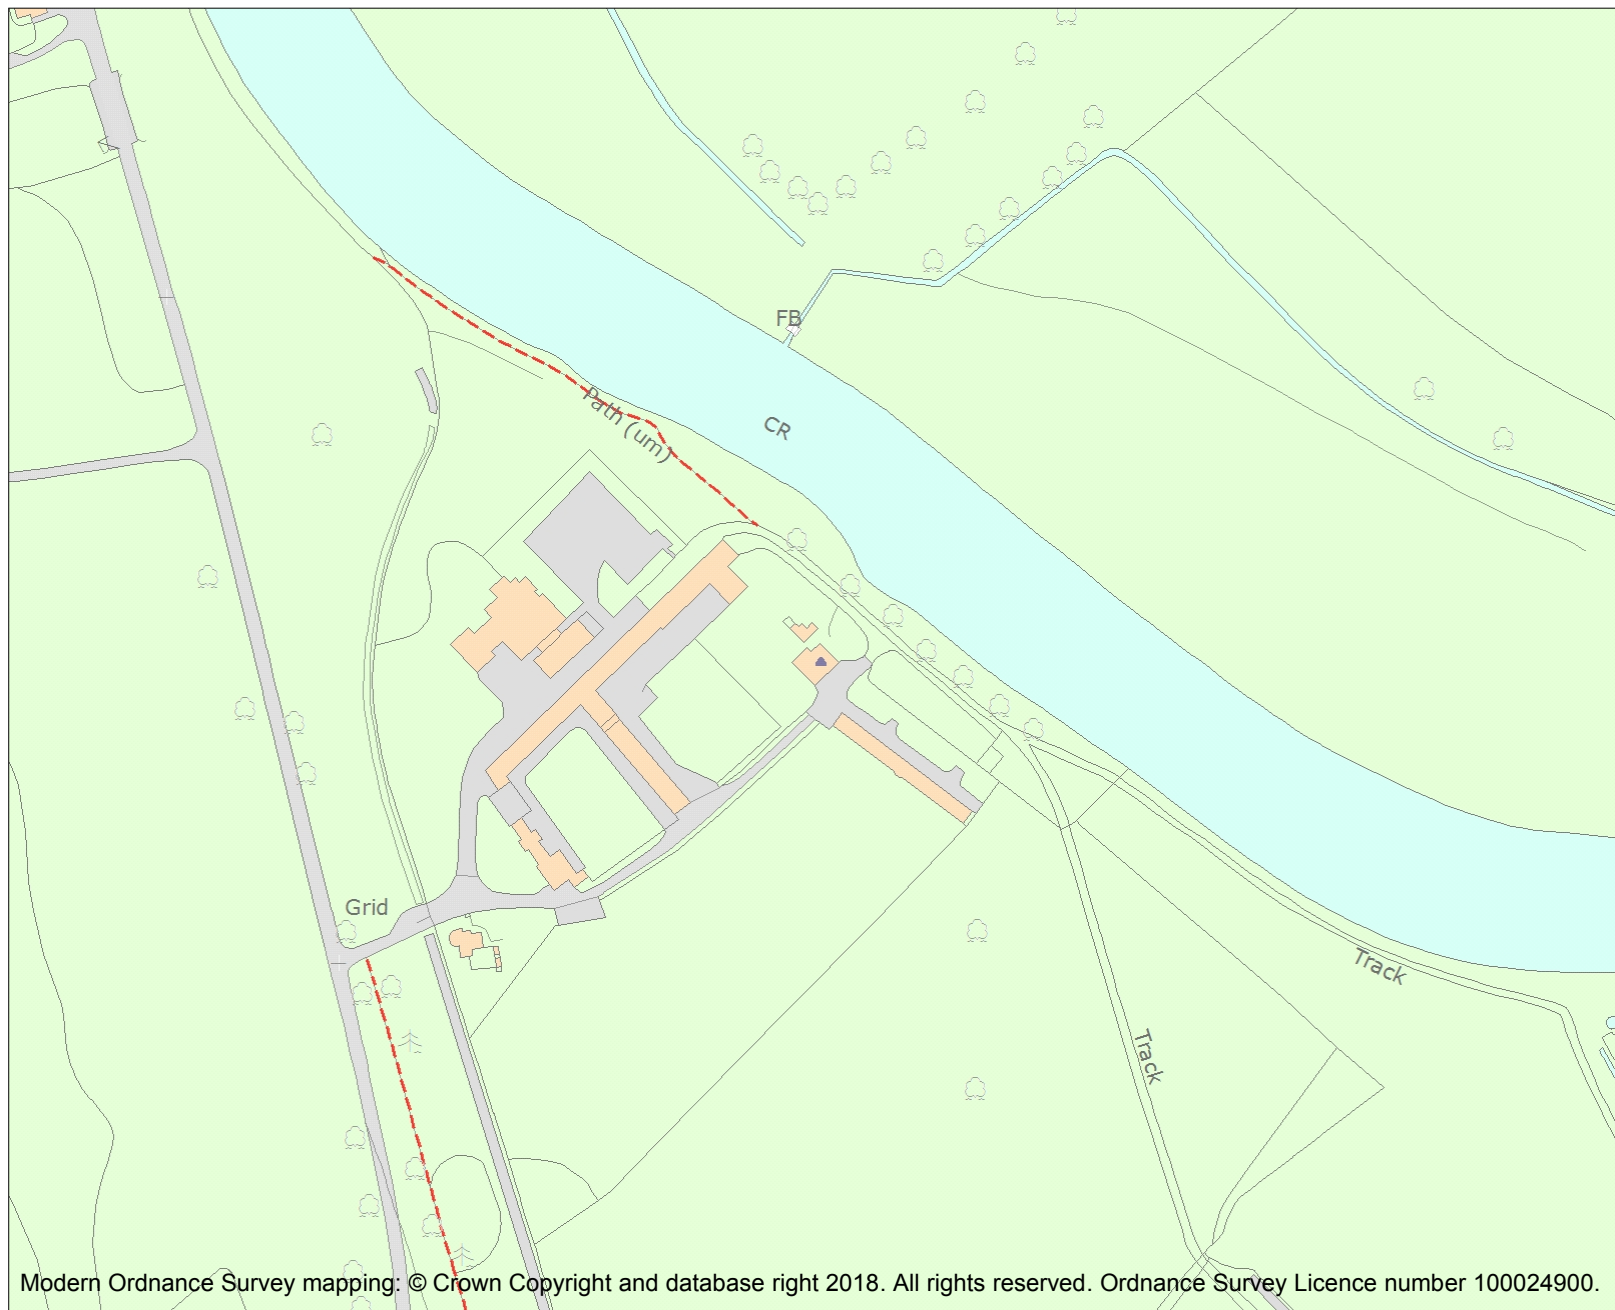 FB
Path (um)
CR
Grid
Track
Track
Modern Ordnance Survey mapping: © Crown Copyright and database right 2018. All rights reserved. Ordnance Survey Licence number 100024900.